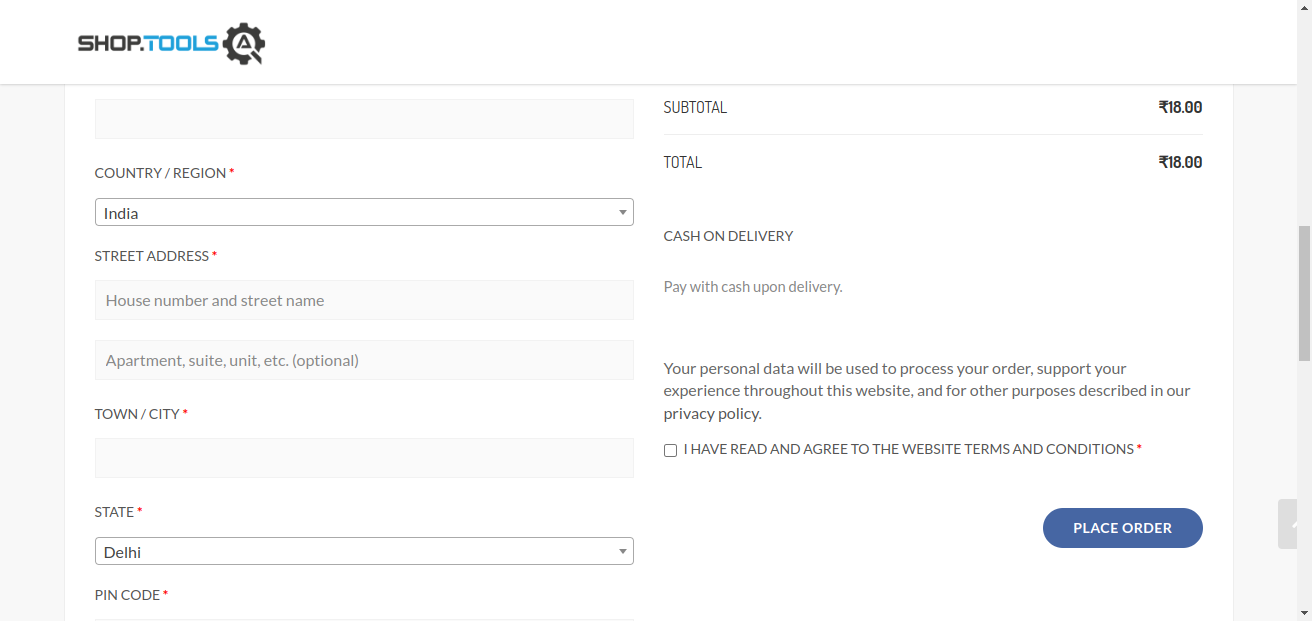 SHOP.TOOLS
COUNTRY / REGION *
India
STREET ADDRESS *
House number and street name
Apartment, suite, unit, etc. (optional)
TOWN / CITY *
STATE *
Delhi
PIN CODE *
SUBTOTAL ₹18.00
TOTAL ₹18.00
CASH ON DELIVERY
Pay with cash upon delivery.
Your personal data will be used to process your order, support your
experience throughout this website, and for other purposes described in our
privacy policy.
I HAVE READ AND AGREE TO THE WEBSITE TERMS AND CONDITIONS *
PLACE ORDER